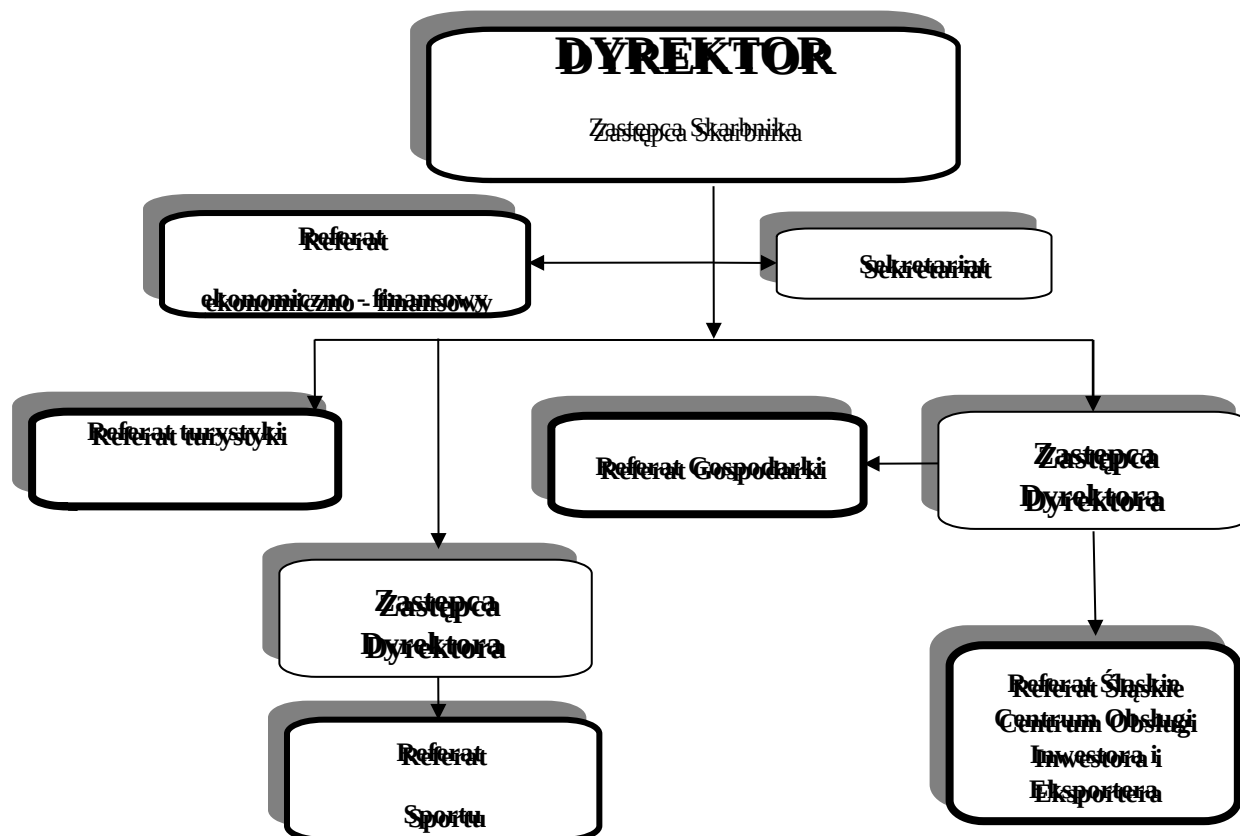 DYREKTOR
Zastępca Skarbnika
Referat
ekonomiczno - finansowy
Sekretariat
Referat turystyki
Referat Gospodarki
Zastępca
Dyrektora
Zastępca
Dyrektora
Referat Śląskie
Centrum Obsługi
Inwestora i
Eksportera
Referat
Sportu